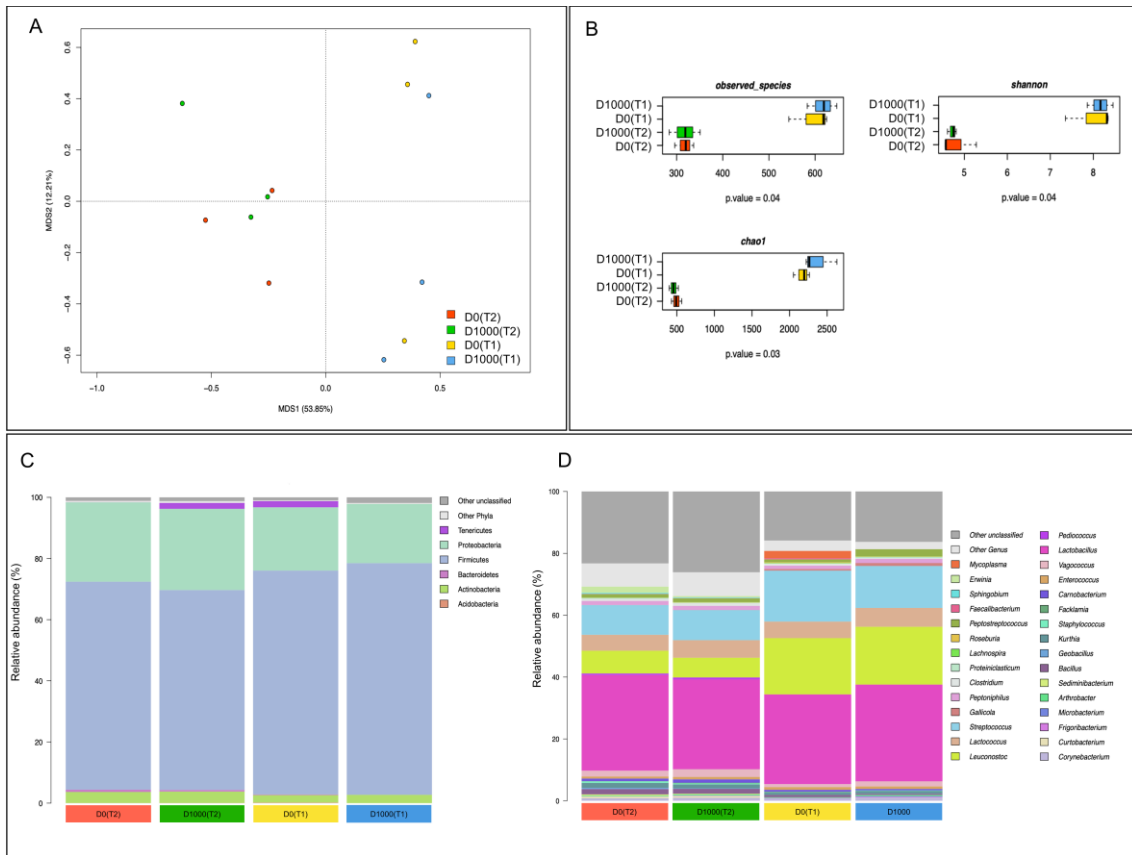 A
0.6
0.4
0.2
0.0
−0.2
−0.4
−0.6
MDS2 (12.21%)
−1.0 −0.5 0.0 0.5
MDS1 (53.85%)
D0(T2)
D1000(T2)
D0(T1)
D1000(T1)
B
observed_species
D1000(T1)
D0(T1)
D1000(T2)
D0(T2)
300 400 500 600
p.value = 0.04
shannon
D1000(T1)
D0(T1)
D1000(T2)
D0(T2)
5 6 7 8
p.value = 0.04
chao1
D1000(T1)
D0(T1)
D1000(T2)
D0(T2)
500 1000 1500 2000 2500
p.value = 0.03
C
Relative abundance (%)
100
80
60
40
20
0
D0(T2) D1000(T2) D0(T1) D1000(T1)
Other unclassified
Other Phyla
Tenericutes
Proteobacteria
Firmicutes
Bacteroidetes
Actinobacteria
Acidobacteria
D
Relative abundance (%)
100
80
60
40
20
0
D0(T2) D1000(T2) D0(T1) D1000
Other unclassified
Other Genus
Mycoplasma
Erwinia
Sphingobium
Faecalibacterium
Peptostreptococcus
Roseburia
Lachnospira
Proteiniclasticum
Clostridium
Peptoniphilus
Gallicola
Streptococcus
Lactococcus
Leuconostoc
Pediococcus
Lactobacillus
Vagococcus
Enterococcus
Carnobacterium
Facklamia
Staphylococcus
Kurthia
Geobacillus
Bacillus
Sediminibacterium
Arthrobacter
Microbacterium
Frigoribacterium
Curtobacterium
Corynebacterium